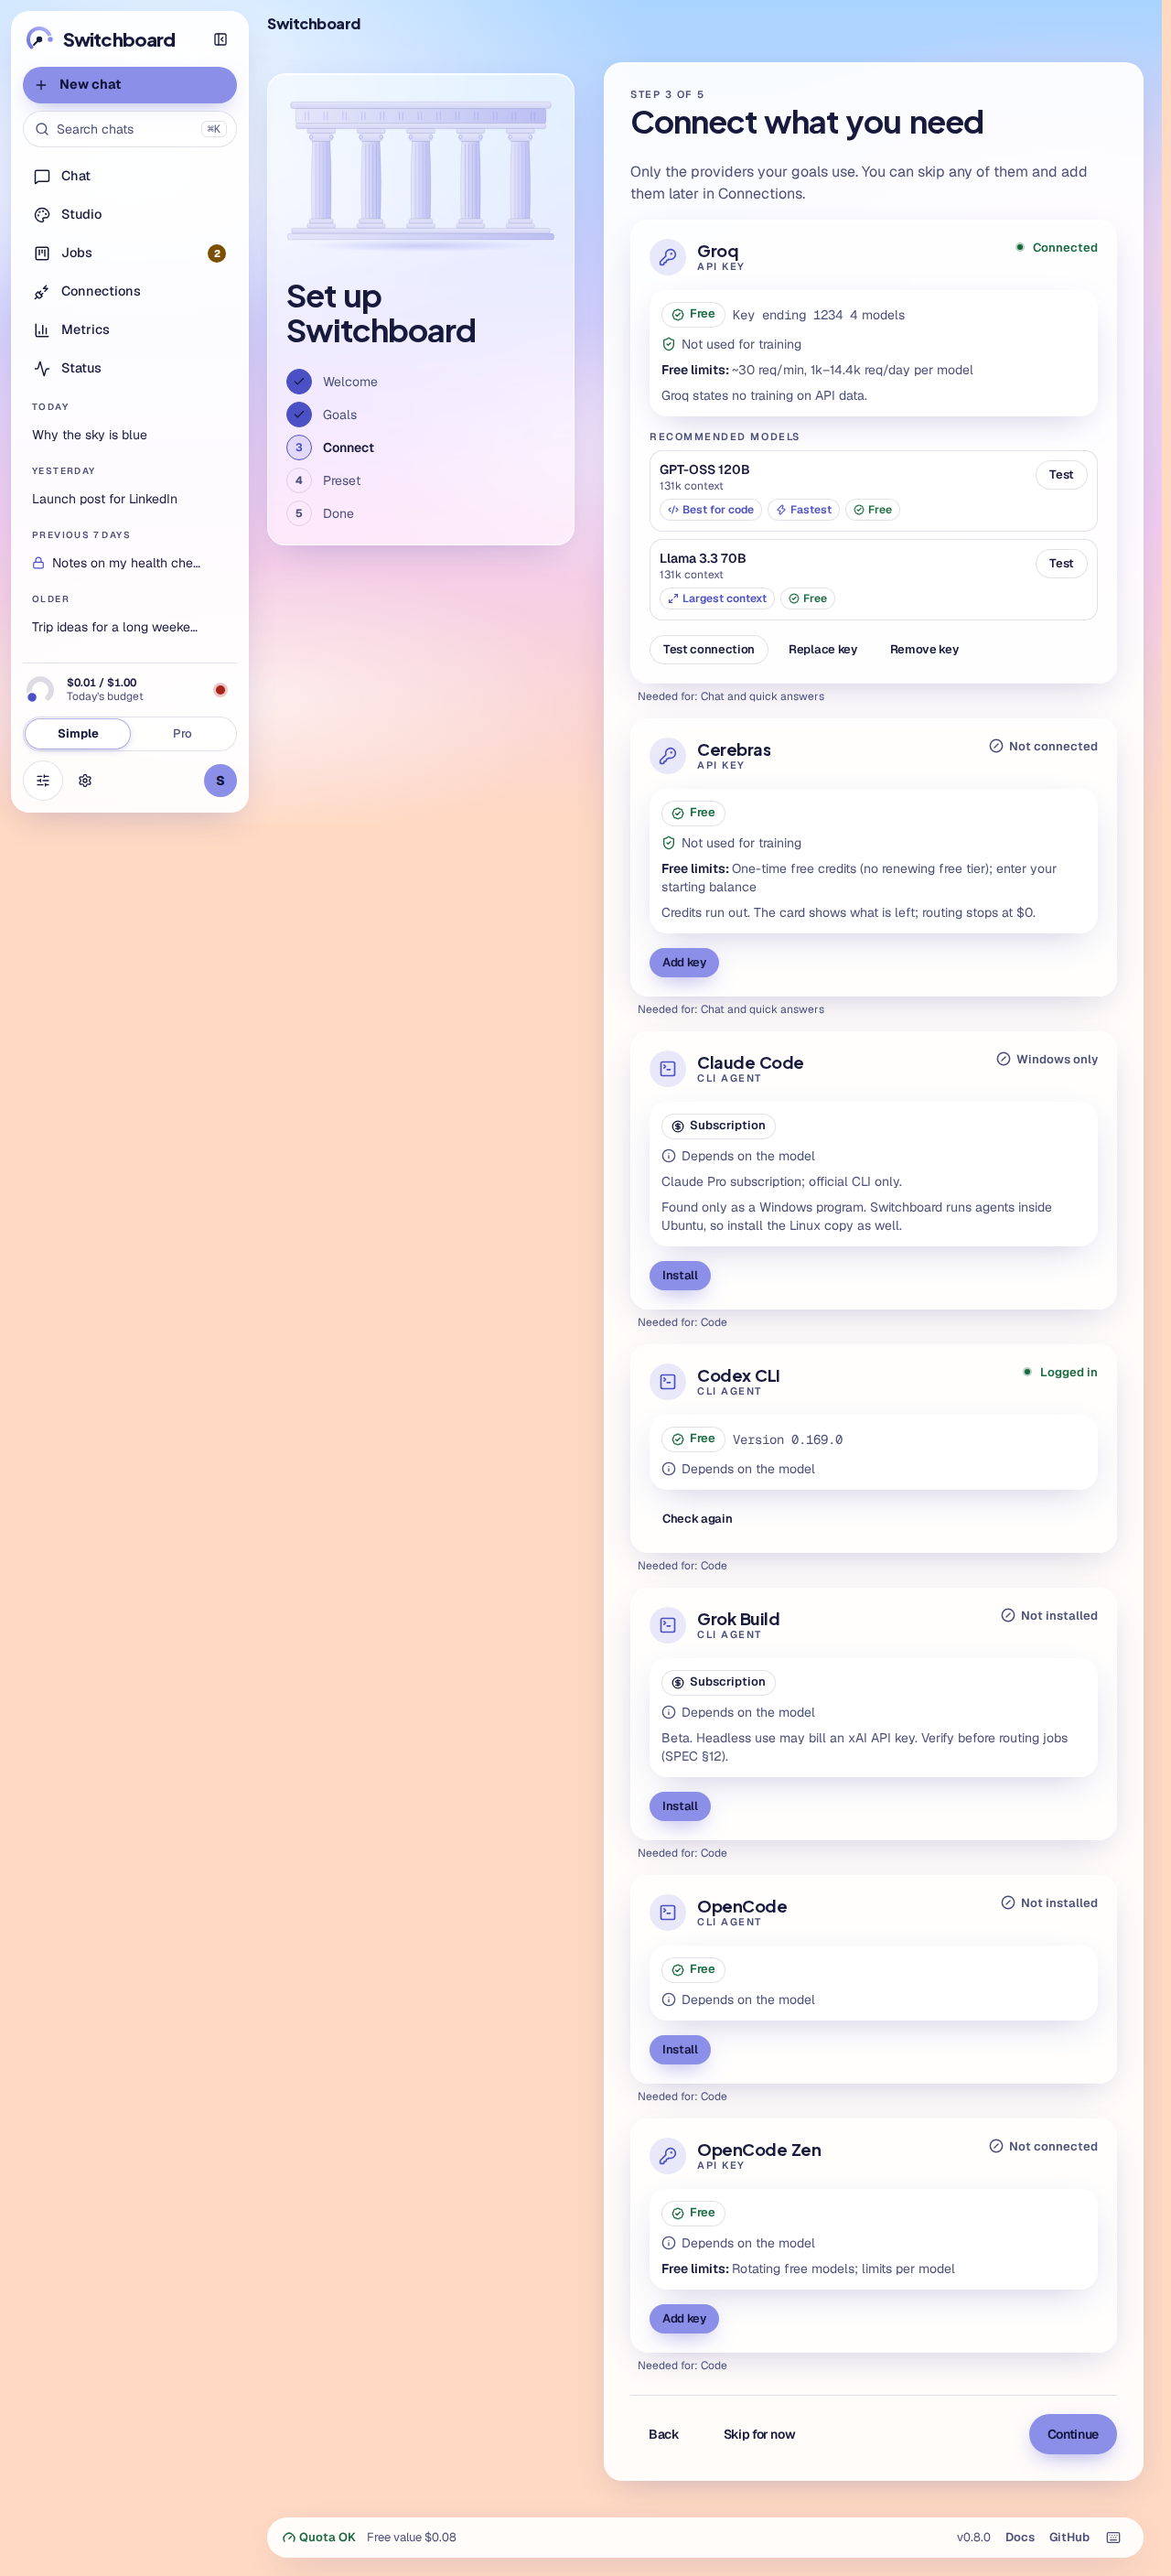 Switchboard
New chat
Search chats ⌘K
Chat
Studio
Jobs 2
Connections
Metrics
Status
TODAY
Why the sky is blue
YESTERDAY
Launch post for LinkedIn
PREVIOUS 7 DAYS
Notes on my health che...
OLDER
Trip ideas for a long weeke...
$0.01 / $1.00
Today's budget
Simple Pro
S
Switchboard
Set up
Switchboard
Welcome
Goals
3 Connect
4 Preset
5 Done
STEP 3 OF 5
Connect what you need
Only the providers your goals use. You can skip any of them and add
them later in Connections.
Groq
API KEY
Connected
Free Key ending 1234 4 models
Not used for training
Free limits: ~30 req/min, 1k–14.4k req/day per model
Groq states no training on API data.
RECOMMENDED MODELS
GPT-OSS 120B
131k context
Test
Best for code Fastest Free
Llama 3.3 70B
131k context
Test
Largest context Free
Test connection Replace key Remove key
Needed for: Chat and quick answers
Cerebras
API KEY
Not connected
Free
Not used for training
Free limits: One-time free credits (no renewing free tier); enter your
starting balance
Credits run out. The card shows what is left; routing stops at $0.
Add key
Needed for: Chat and quick answers
Claude Code
CLI AGENT
Windows only
Subscription
Depends on the model
Claude Pro subscription; official CLI only.
Found only as a Windows program. Switchboard runs agents inside
Ubuntu, so install the Linux copy as well.
Install
Needed for: Code
Codex CLI
CLI AGENT
Logged in
Free Version 0.169.0
Depends on the model
Check again
Needed for: Code
Grok Build
CLI AGENT
Not installed
Subscription
Depends on the model
Beta. Headless use may bill an xAI API key. Verify before routing jobs
(SPEC §12).
Install
Needed for: Code
OpenCode
CLI AGENT
Not installed
Free
Depends on the model
Install
Needed for: Code
OpenCode Zen
API KEY
Not connected
Free
Depends on the model
Free limits: Rotating free models; limits per model
Add key
Needed for: Code
Back Skip for now Continue
Quota OK Free value $0.08 v0.8.0 Docs GitHub